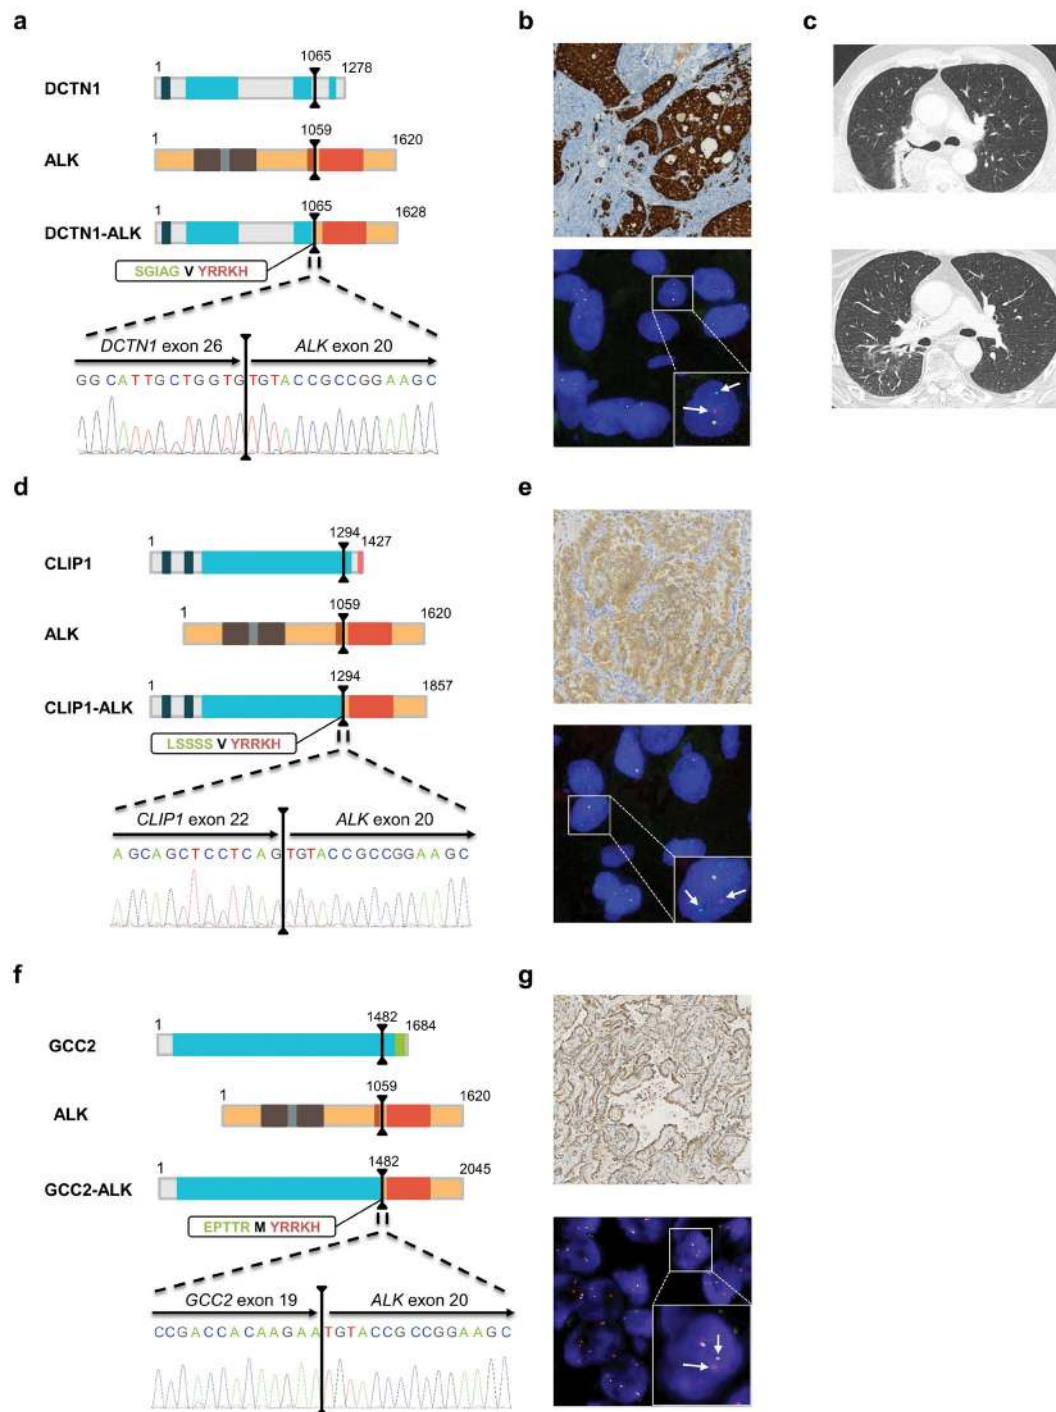 a
1
1065
1278
DCTN1
1
1059
1620
ALK
1
1065
1628
DCTN1-ALK
SGIAG V YRRKH
DCTN1 exon 26
ALK exon 20
GGCATTGCTGGTGTGTACCGCCGGAAGC
b
c
d
1
1294
1427
CLIP1
1
1059
1620
ALK
1
1294
1857
CLIP1-ALK
LSSSS V YRRKH
CLIP1 exon 22
ALK exon 20
AGCAGCTCCTCAGTGTACCGCCGGAAGC
e
f
1
1482
1684
GCC2
1
1059
1620
ALK
1
1482
2045
GCC2-ALK
EPTTR M YRRKH
GCC2 exon 19
ALK exon 20
CCGACCACAAGAATGTACCGCCGGAAGC
g